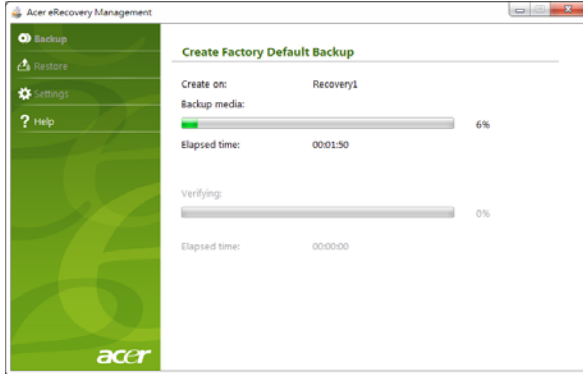 Acer eRecovery Management
Backup
Restore
Settings
Help
Create Factory Default Backup
Create on: Recovery1
Backup media:
6%
Elapsed time: 00:01:50
Verifying:
0%
Elapsed time: 00:00:00
acer